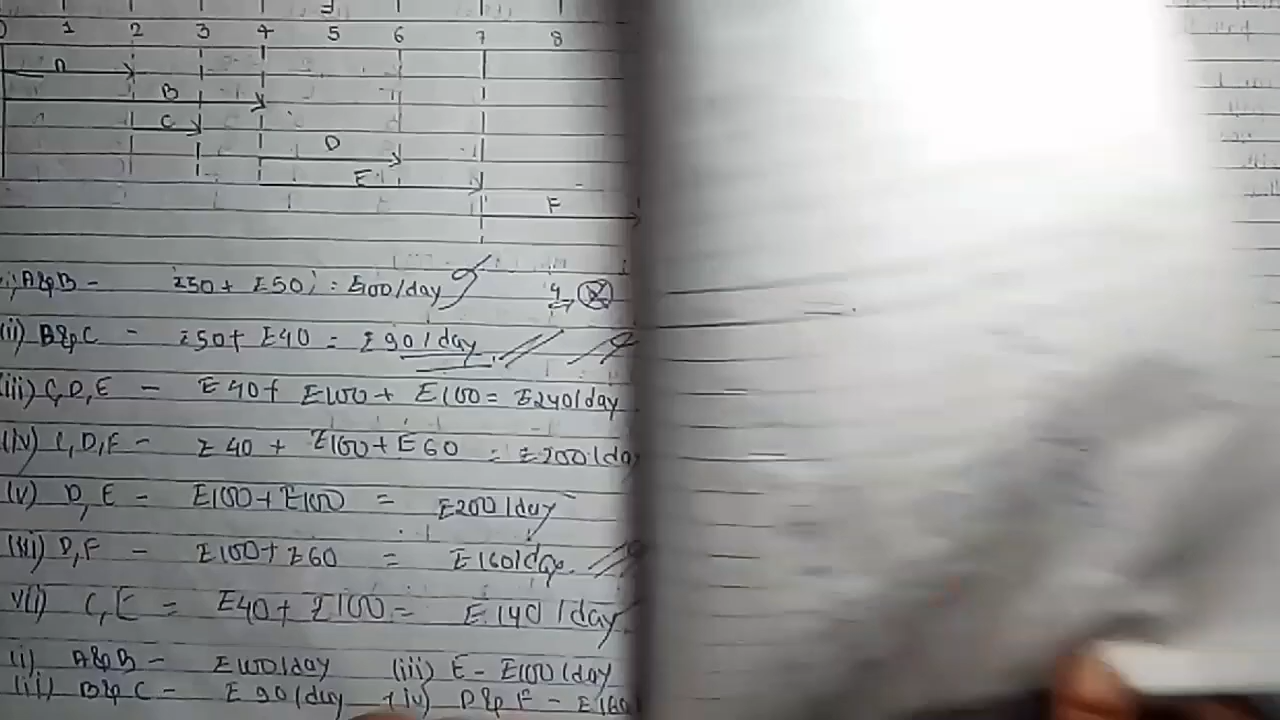 0 1 2 3 4 5 6 7 8
A
B
C
D
E
F
i) A&B - £50 + £50 = £100/day
(ii) B&C - £50 + £40 = £90/day
(iii) C,D,E - £40 + £100 + £100 = £240/day
(iv) C,D,F - £40 + £100 + £60 = £200/day
(v) D,E - £100 + £100 = £200/day
(vi) D,F - £100 + £60 = £160/day.
v(i) C,E = £40 + £100 = £140/day
(i) A&B - £100/day (iii) E - £100/day
(ii) B&C - £90/day (iv) D&F - £160